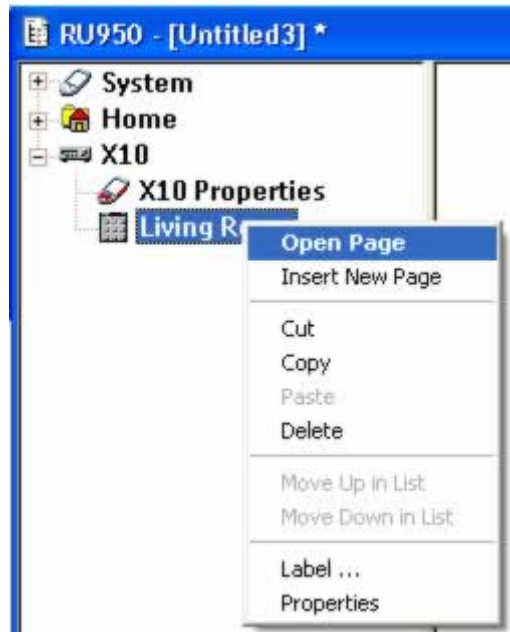 RU950 - [Untitled3] *
System
Home
X10
X10 Properties
Living
Open Page
Insert New Page
Cut
Copy
Paste
Delete
Move Up in List
Move Down in List
Label ...
Properties